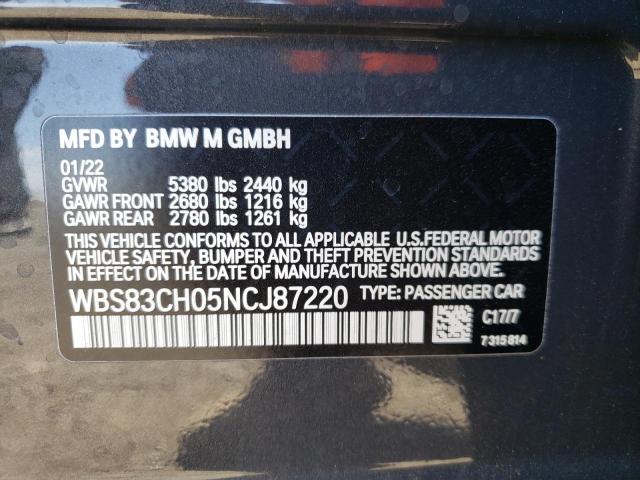 MFD BY BMW M GMBH
01/22
GVWR 5380 lbs 2440 kg
GAWR FRONT 2680 lbs 1216 kg
GAWR REAR 2780 lbs 1261 kg
THIS VEHICLE CONFORMS TO ALL APPLICABLE U.S.FEDERAL MOTOR
VEHICLE SAFETY, BUMPER AND THEFT PREVENTION STANDARDS
IN EFFECT ON THE DATE OF MANUFACTURE SHOWN ABOVE.
WBS83CH05NCJ87220 TYPE: PASSENGER CAR
C17/7
7315814